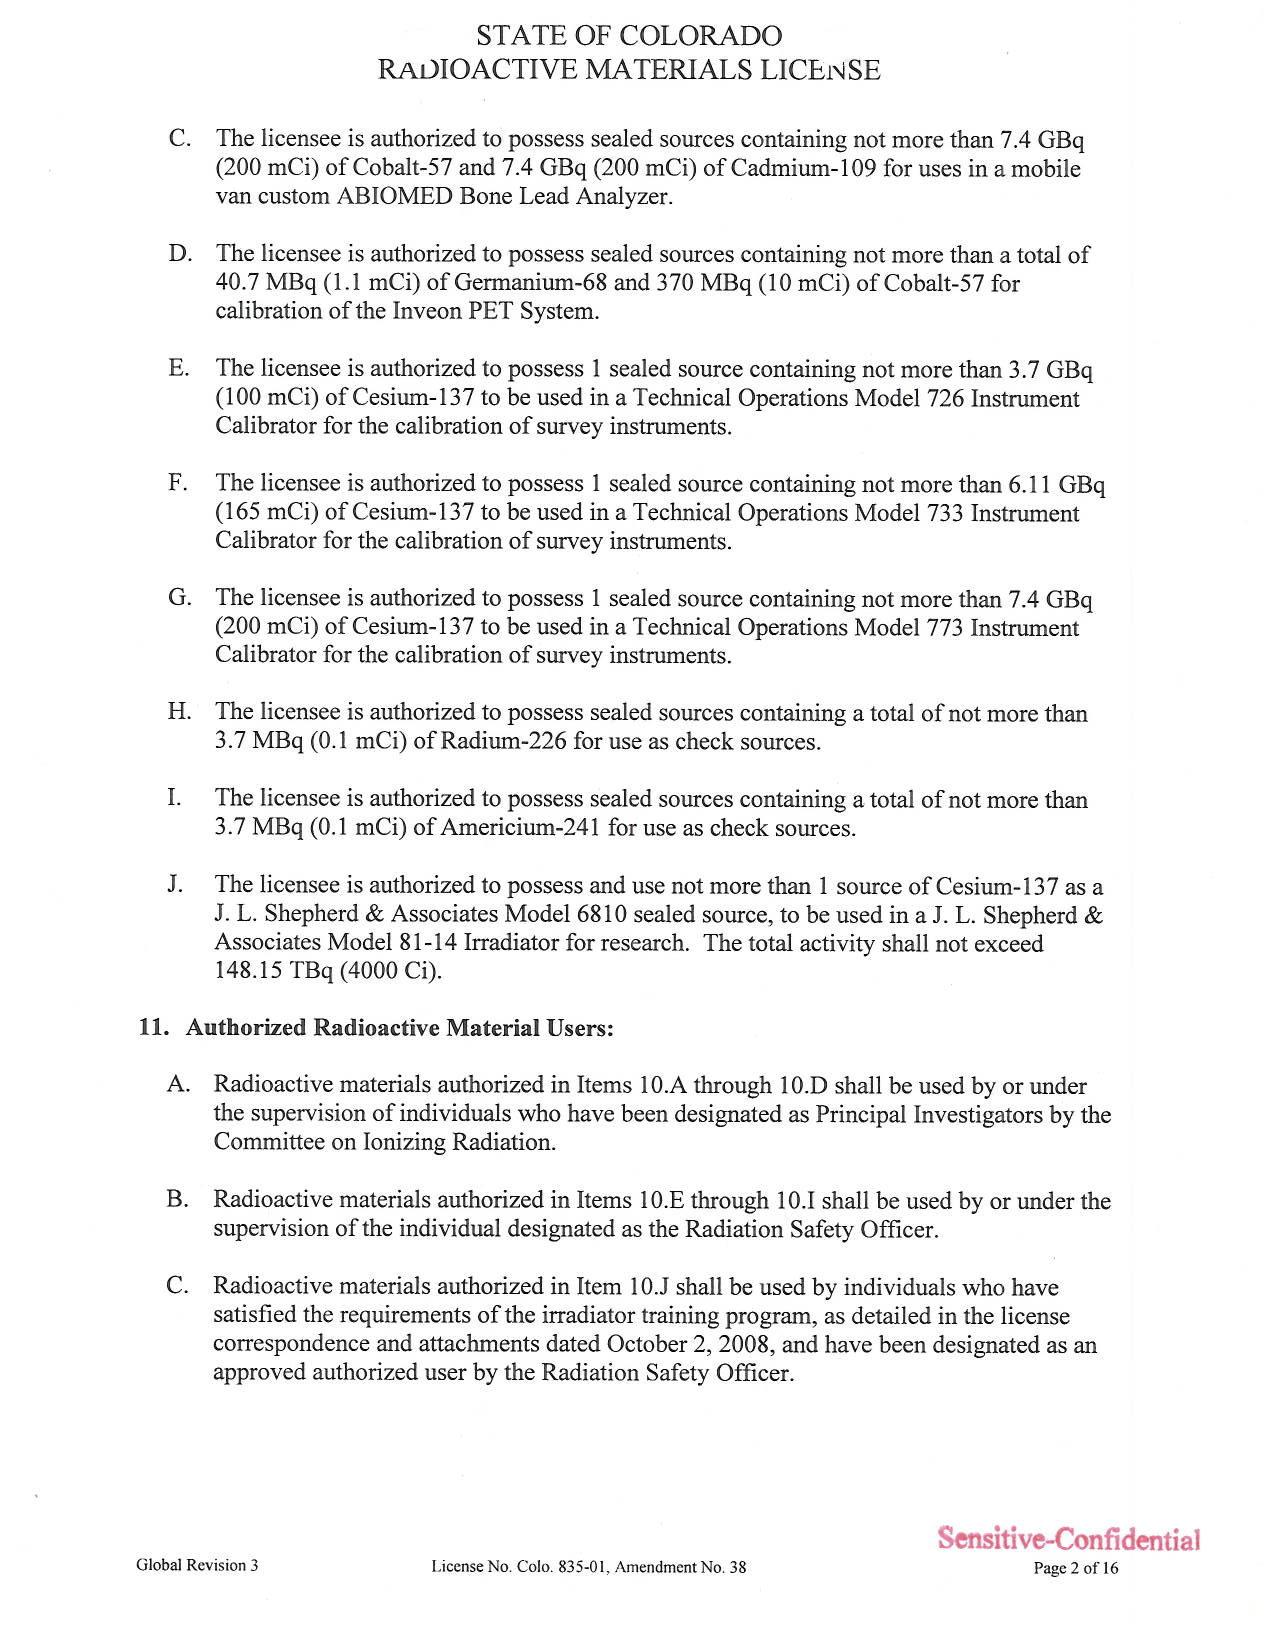 STATE OF COLORADO
RADIOACTIVE MATERIALS LICENSE
C. The licensee is authorized to possess sealed sources containing not more than 7.4 GBq
(200 mCi) of Cobalt-57 and 7.4 GBq (200 mCi) of Cadmium-109 for uses in a mobile
van custom ABIOMED Bone Lead Analyzer.
D. The licensee is authorized to possess sealed sources containing not more than a total of
40.7 MBq (1.1 mCi) of Germanium-68 and 370 MBq (10 mCi) of Cobalt-57 for
calibration of the Inveon PET System.
E. The licensee is authorized to possess 1 sealed source containing not more than 3.7 GBq
(100 mCi) of Cesium-137 to be used in a Technical Operations Model 726 Instrument
Calibrator for the calibration of survey instruments.
F. The licensee is authorized to possess 1 sealed source containing not more than 6.11 GBq
(165 mCi) of Cesium-137 to be used in a Technical Operations Model 733 Instrument
Calibrator for the calibration of survey instruments.
G. The licensee is authorized to possess 1 sealed source containing not more than 7.4 GBq
(200 mCi) of Cesium-137 to be used in a Technical Operations Model 773 Instrument
Calibrator for the calibration of survey instruments.
H. The licensee is authorized to possess sealed sources containing a total of not more than
3.7 MBq (0.1 mCi) of Radium-226 for use as check sources.
I. The licensee is authorized to possess sealed sources containing a total of not more than
3.7 MBq (0.1 mCi) of Americium-241 for use as check sources.
J. The licensee is authorized to possess and use not more than 1 source of Cesium-137 as a
J. L. Shepherd & Associates Model 6810 sealed source, to be used in a J. L. Shepherd &
Associates Model 81-14 Irradiator for research. The total activity shall not exceed
148.15 TBq (4000 Ci).
11. Authorized Radioactive Material Users:
A. Radioactive materials authorized in Items 10.A through 10.D shall be used by or under
the supervision of individuals who have been designated as Principal Investigators by the
Committee on Ionizing Radiation.
B. Radioactive materials authorized in Items 10.E through 10.I shall be used by or under the
supervision of the individual designated as the Radiation Safety Officer.
C. Radioactive materials authorized in Item 10.J shall be used by individuals who have
satisfied the requirements of the irradiator training program, as detailed in the license
correspondence and attachments dated October 2, 2008, and have been designated as an
approved authorized user by the Radiation Safety Officer.
Sensitive-Confidential
Global Revision 3 License No. Colo. 835-01, Amendment No. 38 Page 2 of 16